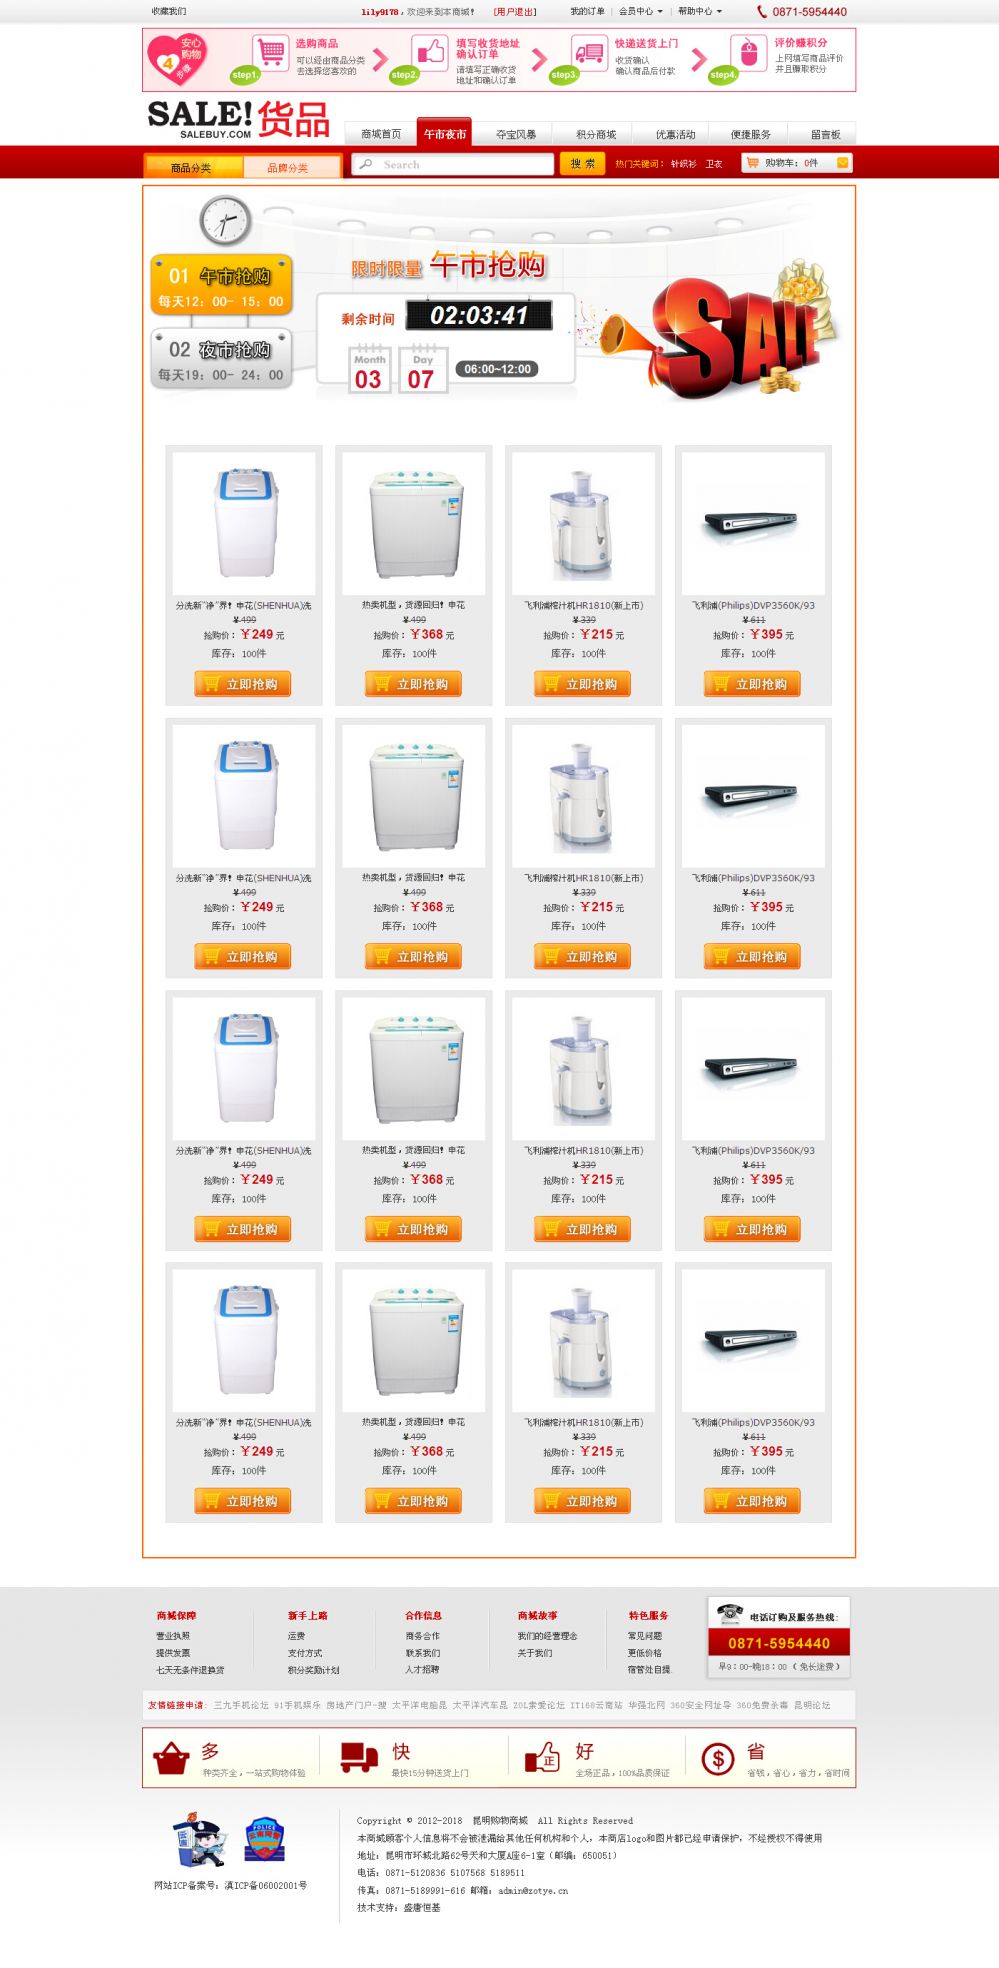 收藏我们
lily9178，欢迎来到本商城！ [用户退出]
我的订单 | 会员中心 | 帮助中心
0871-5954440
安心购物4步骤
step1. 选购商品
可以经由商品分类
去选择您喜欢的
step2. 填写收货地址
确认订单
请填写正确收货
地址和确认订单
step3. 快递送货上门
收货确认
确认商品后付款
step4. 评价赚积分
上网填写商品评价
并且赚取积分
SALE!货品
SALEBUY.COM
商城首页 午市夜市 夺宝风暴 积分商城 优惠活动 便捷服务 留言板
商品分类 品牌分类 Search 搜 索 热门关键词： 针织衫 卫衣 购物车：0件
01 午市抢购
每天12：00- 15：00
02 夜市抢购
每天19：00- 24：00
限时限量 午市抢购
剩余时间 02:03:41
Month 03 Day 07 06:00~12:00
SALE
分洗新"净"界！申花(SHENHUA)洗 热卖机型，货源回归！申花 飞利浦榨汁机HR1810(新上市) 飞利浦(Philips)DVP3560K/93
¥ 499 ¥ 499 ¥ 339 ¥ 611
抢购价：￥249 元 抢购价：￥368 元 抢购价：￥215 元 抢购价：￥395 元
库存：100件 库存：100件 库存：100件 库存：100件
立即抢购 立即抢购 立即抢购 立即抢购
分洗新"净"界！申花(SHENHUA)洗 热卖机型，货源回归！申花 飞利浦榨汁机HR1810(新上市) 飞利浦(Philips)DVP3560K/93
¥ 499 ¥ 499 ¥ 339 ¥ 611
抢购价：￥249 元 抢购价：￥368 元 抢购价：￥215 元 抢购价：￥395 元
库存：100件 库存：100件 库存：100件 库存：100件
立即抢购 立即抢购 立即抢购 立即抢购
分洗新"净"界！申花(SHENHUA)洗 热卖机型，货源回归！申花 飞利浦榨汁机HR1810(新上市) 飞利浦(Philips)DVP3560K/93
¥ 499 ¥ 499 ¥ 339 ¥ 611
抢购价：￥249 元 抢购价：￥368 元 抢购价：￥215 元 抢购价：￥395 元
库存：100件 库存：100件 库存：100件 库存：100件
立即抢购 立即抢购 立即抢购 立即抢购
分洗新"净"界！申花(SHENHUA)洗 热卖机型，货源回归！申花 飞利浦榨汁机HR1810(新上市) 飞利浦(Philips)DVP3560K/93
¥ 499 ¥ 499 ¥ 339 ¥ 611
抢购价：￥249 元 抢购价：￥368 元 抢购价：￥215 元 抢购价：￥395 元
库存：100件 库存：100件 库存：100件 库存：100件
立即抢购 立即抢购 立即抢购 立即抢购
商城保障 新手上路 合作信息 商城故事 特色服务
营业执照 运费 商务合作 我们的经营理念 常见问题
提供发票 支付方式 联系我们 关于我们 更低价格
七天无条件退换货 积分奖励计划 人才招聘 宿管处自提.
电话订购及服务热线:
0871-5954440
早9：00-晚18：00 （ 免长途费 ）
友情链接申请: 三九手机论坛 91手机娱乐 房地产门户-搜 太平洋电脑昆 太平洋汽车昆 ZOL索爱论坛 IT168云南站 华强北网 360安全网址导 360免费杀毒 昆明论坛
多
种类齐全，一站式购物体验
快
最快15分钟送货上门
正
好
全场正品，100%品质保证
$
省
省钱，省心，省力，省时间
POLICE
网站ICP备案号：滇ICP备06002001号
Copyright © 2012-2018 昆明购物商城 All Rights Reserved
本商城顾客个人信息将不会被泄漏给其他任何机构和个人，本商店logo和图片都已经申请保护，不经授权不得使用
地址：昆明市环城北路62号天和大厦A座6-1室（邮编：650051）
电话：0871-5120836 5107568 5189511
传真：0871-5189991-616 邮箱：admin@zotye.cn
技术支持：盛唐恒基